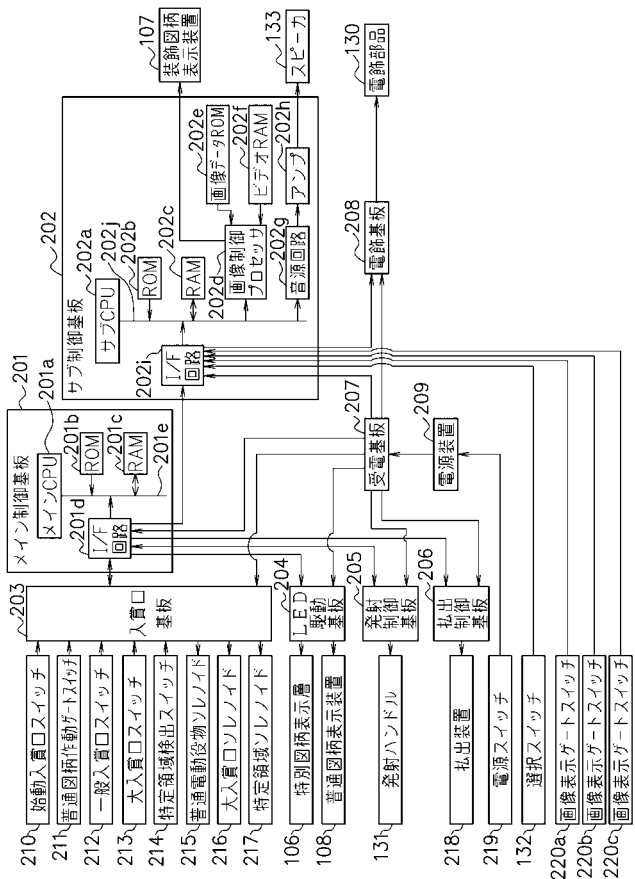 210 始動入賞口スイッチ
211 普通図柄作動ゲートスイッチ
212 一般入賞口スイッチ
213 大入賞口スイッチ
214 特定領域検出スイッチ
215 普通電動役物ソレノイド
216 大入賞口ソレノイド
217 特定領域ソレノイド
106 特別図柄表示層
108 普通図柄表示装置
131 発射ハンドル
218 払出装置
219 電源スイッチ
132 選択スイッチ
220a 画像表示ゲートスイッチ
220b 画像表示ゲートスイッチ
220c 画像表示ゲートスイッチ
203
入賞口
基板
204
LED
駆動
基板
205
発射
制御
基板
206
払出
制御
基板
201
メイン制御基板
201a
メインCPU
201b
ROM
201c
RAM
201d
I/F
回路
201e
207
受電基板
209
電源装置
202
サブ制御基板
202a
サブCPU
202j
202b
ROM
202c
RAM
202i
I/F
回路
202d
画像制御
プロセッサ
202e
画像データROM
202f
ビデオRAM
202g
音源回路
202h
アンプ
208
電飾基板
107
装飾図柄
表示装置
133
スピーカ
130
電飾部品